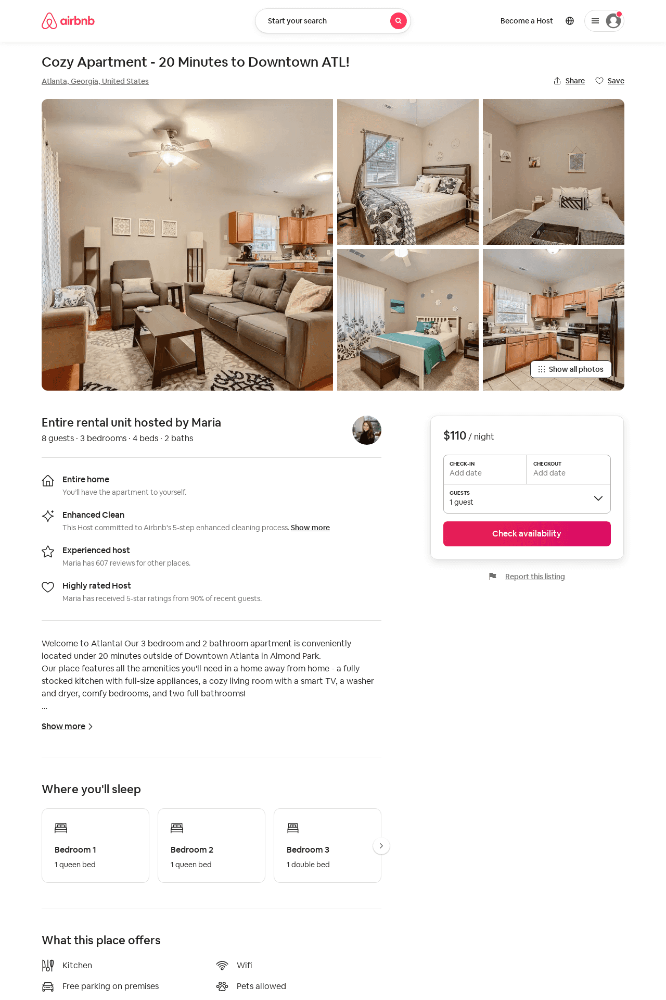 airbnb
Start your search
Become a Host
Cozy Apartment - 20 Minutes to Downtown ATL!
Atlanta, Georgia, United States
Share
Save
Show all photos
Entire rental unit hosted by Maria
8 guests · 3 bedrooms · 4 beds · 2 baths
Entire home
You'll have the apartment to yourself.
Enhanced Clean
This Host committed to Airbnb's 5-step enhanced cleaning process. Show more
Experienced host
Maria has 607 reviews for other places.
Highly rated Host
Maria has received 5-star ratings from 90% of recent guests.
$110 / night
CHECK-IN
Add date
CHECKOUT
Add date
GUESTS
1 guest
Check availability
Report this listing
Welcome to Atlanta! Our 3 bedroom and 2 bathroom apartment is conveniently
located under 20 minutes outside of Downtown Atlanta in Almond Park.
Our place features all the amenities you'll need in a home away from home - a fully
stocked kitchen with full-size appliances, a cozy living room with a smart TV, a washer
and dryer, comfy bedrooms, and two full bathrooms!
...
Show more
Where you'll sleep
Bedroom 1
1 queen bed
Bedroom 2
1 queen bed
Bedroom 3
1 double bed
What this place offers
Kitchen
Wifi
Free parking on premises
Pets allowed